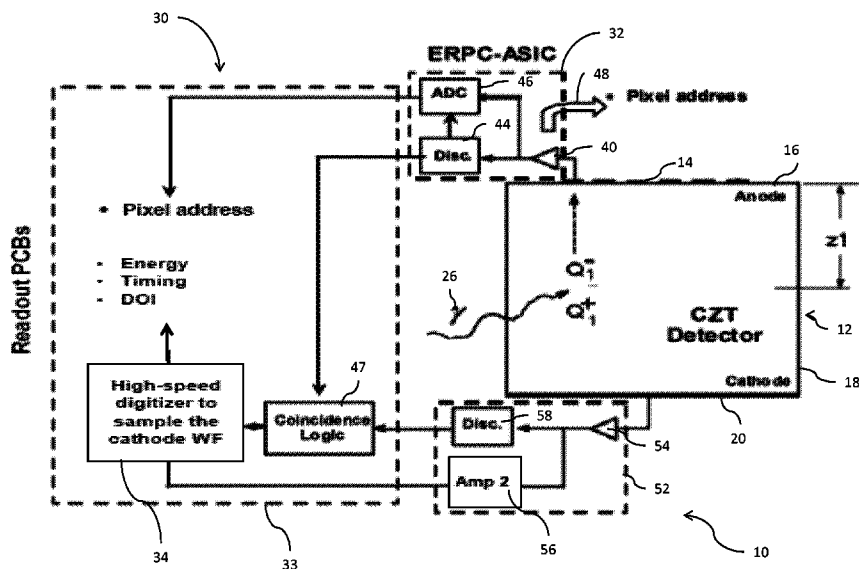 30
ERPC-ASIC
32
48
ADC
46
• Pixel address
44
Disc.
40
14
16
Anode
Readout PCBs
• Pixel address
- Energy
- Timing
- DOI
z1
26
γ
Q1-
Q1+
CZT
Detector
12
Cathode
18
20
High-speed
digitizer to
sample the
cathode WF
47
Coincidence
Logic
58
Disc.
54
Amp 2
52
56
34
33
10